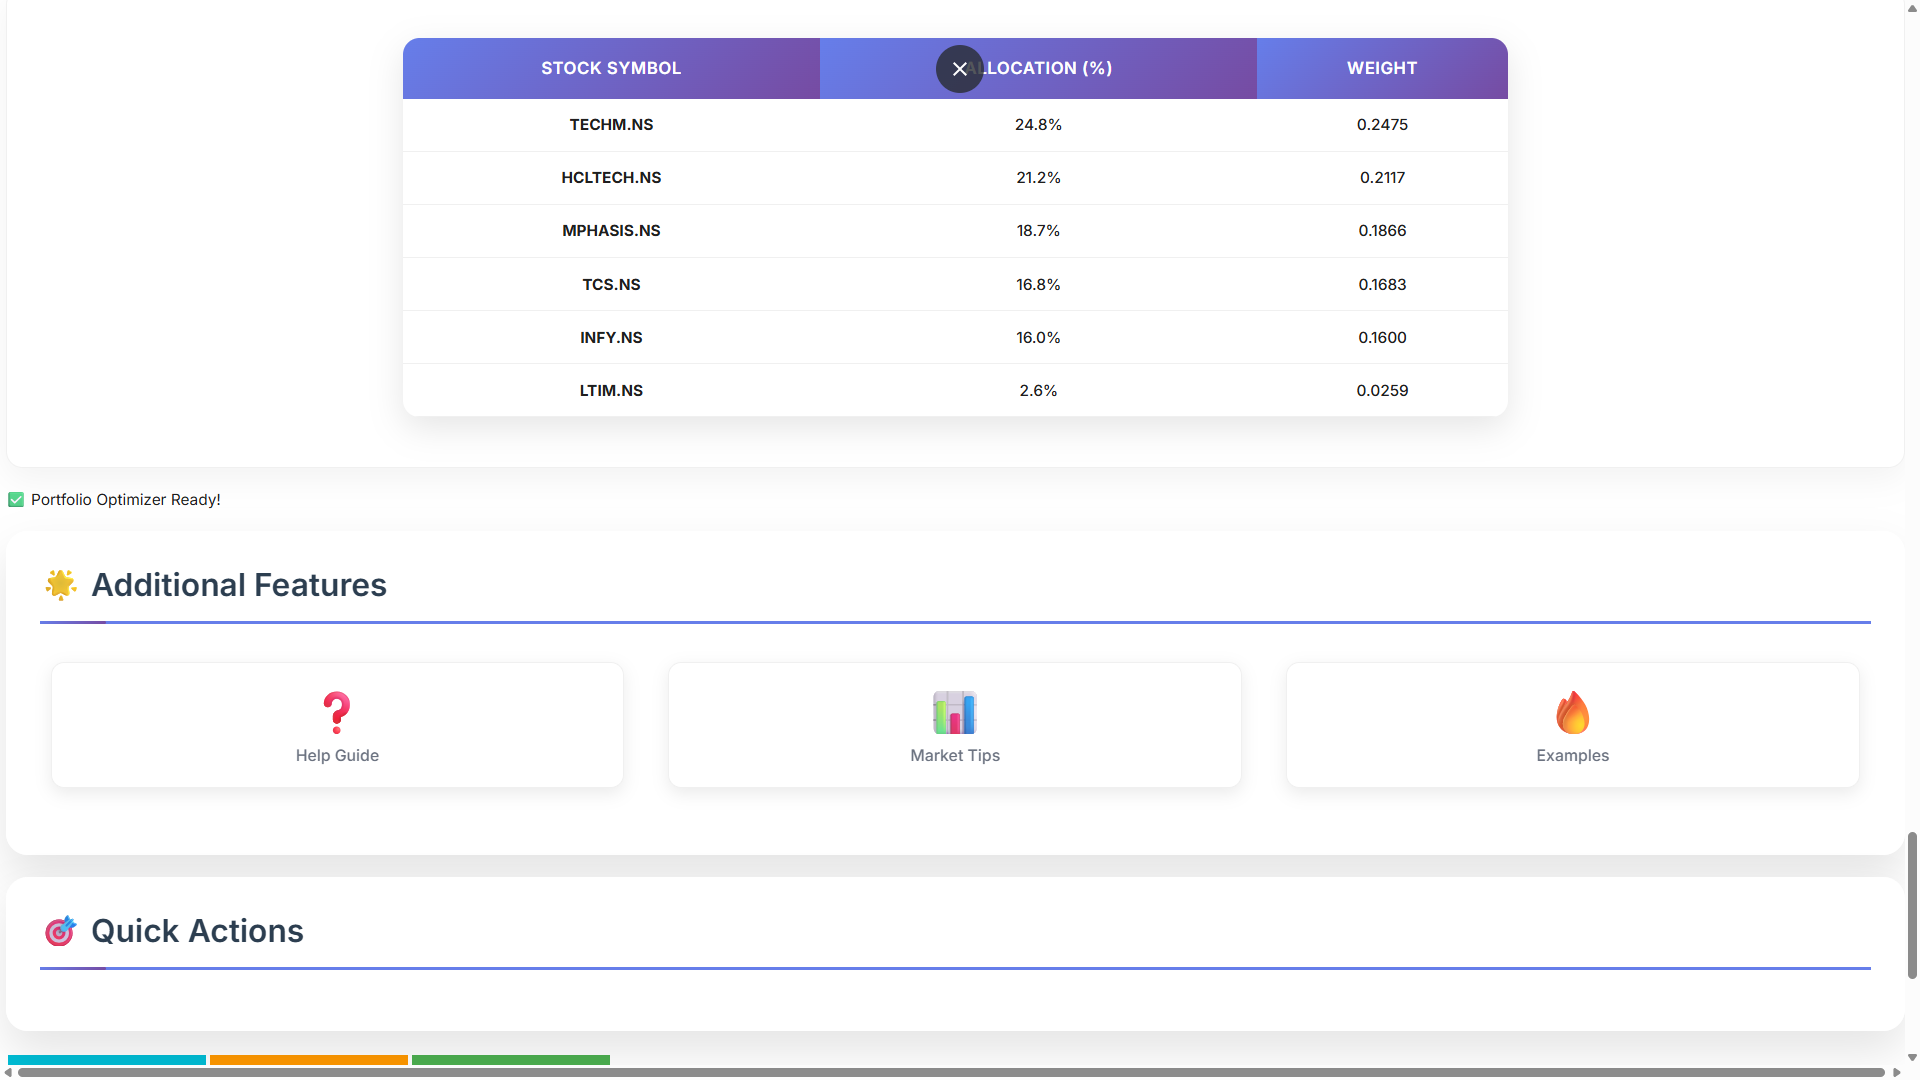 STOCK SYMBOL ALLOCATION (%) WEIGHT
TECHM.NS 24.8% 0.2475
HCLTECH.NS 21.2% 0.2117
MPHASIS.NS 18.7% 0.1866
TCS.NS 16.8% 0.1683
INFY.NS 16.0% 0.1600
LTIM.NS 2.6% 0.0259
Portfolio Optimizer Ready!
Additional Features
Help Guide Market Tips Examples
Quick Actions